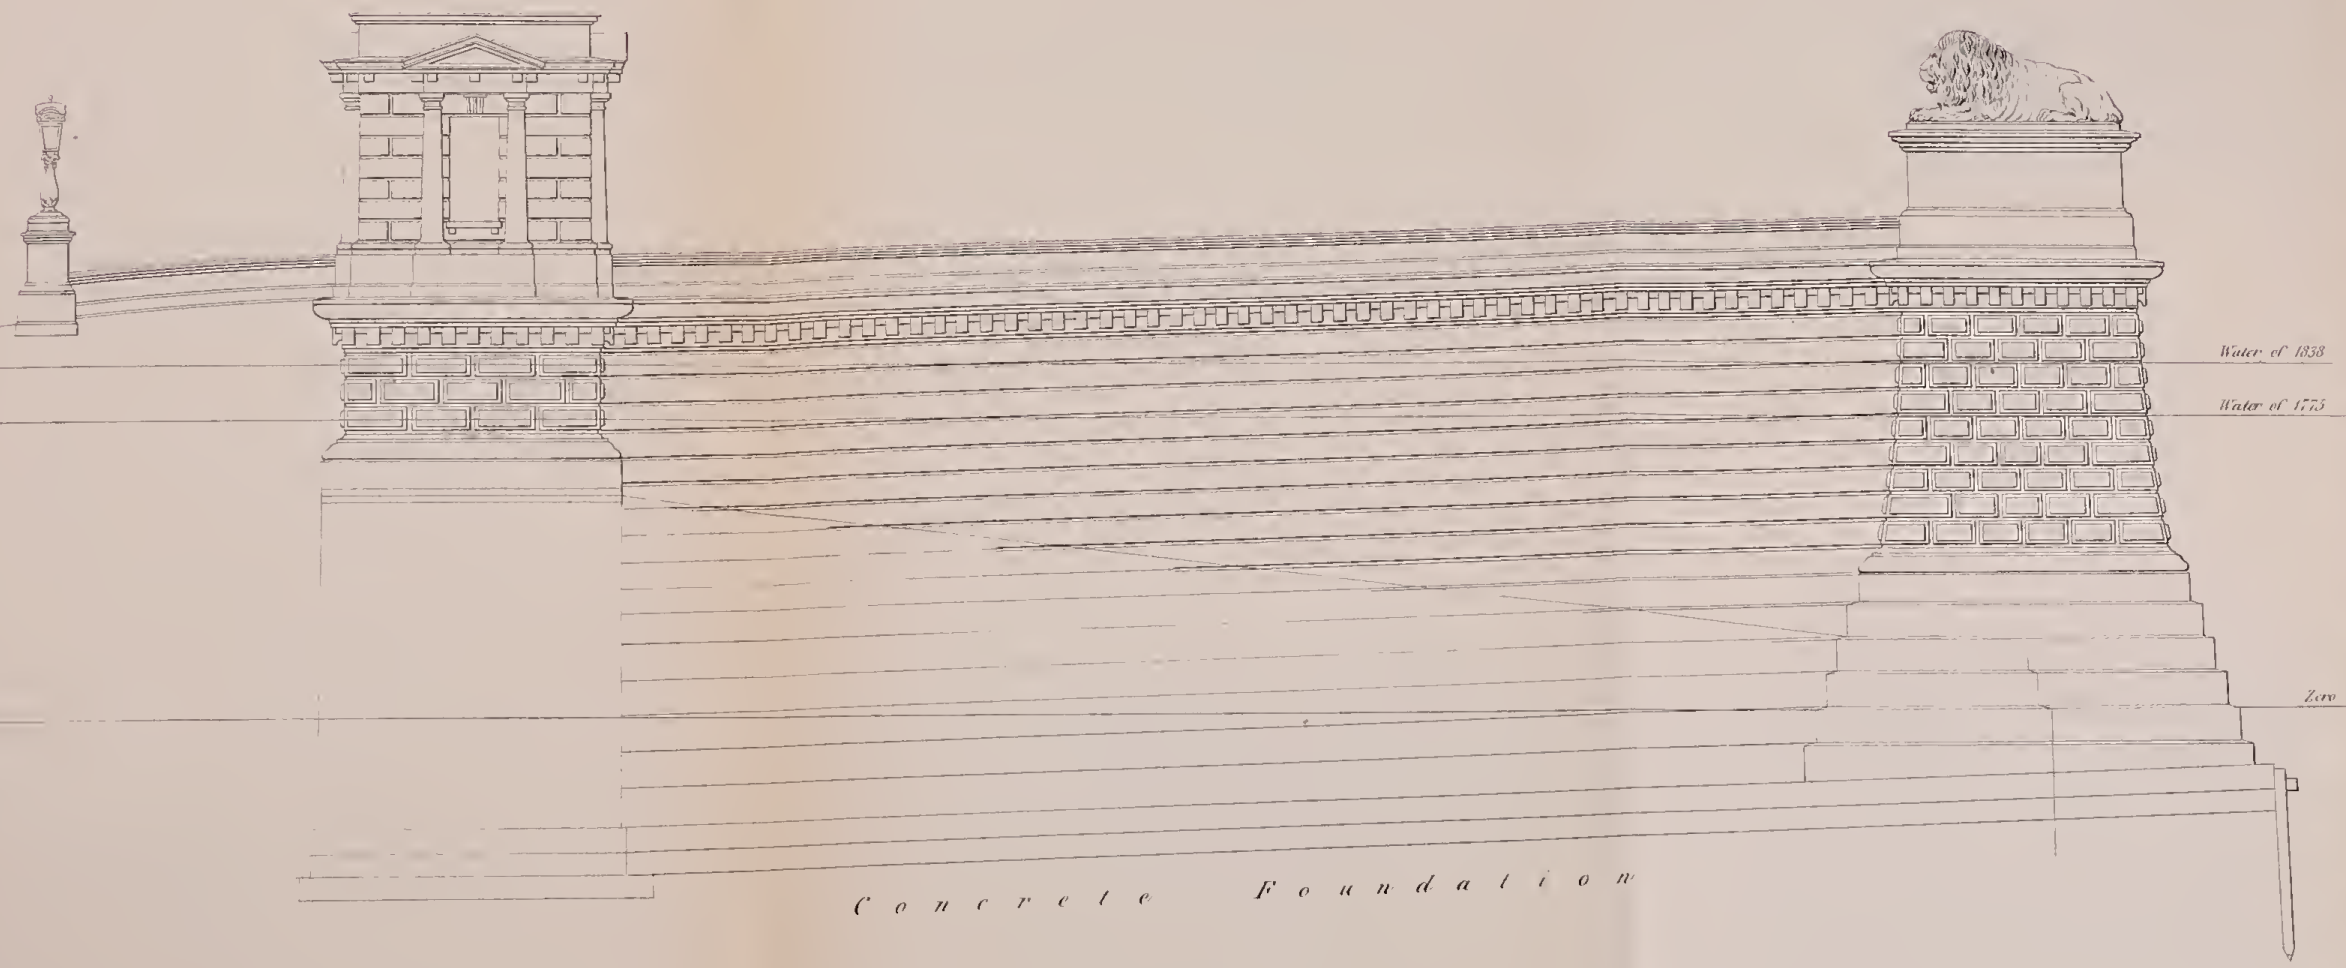 Water of 1838
Water of 1775
Zero
Concrete Foundation